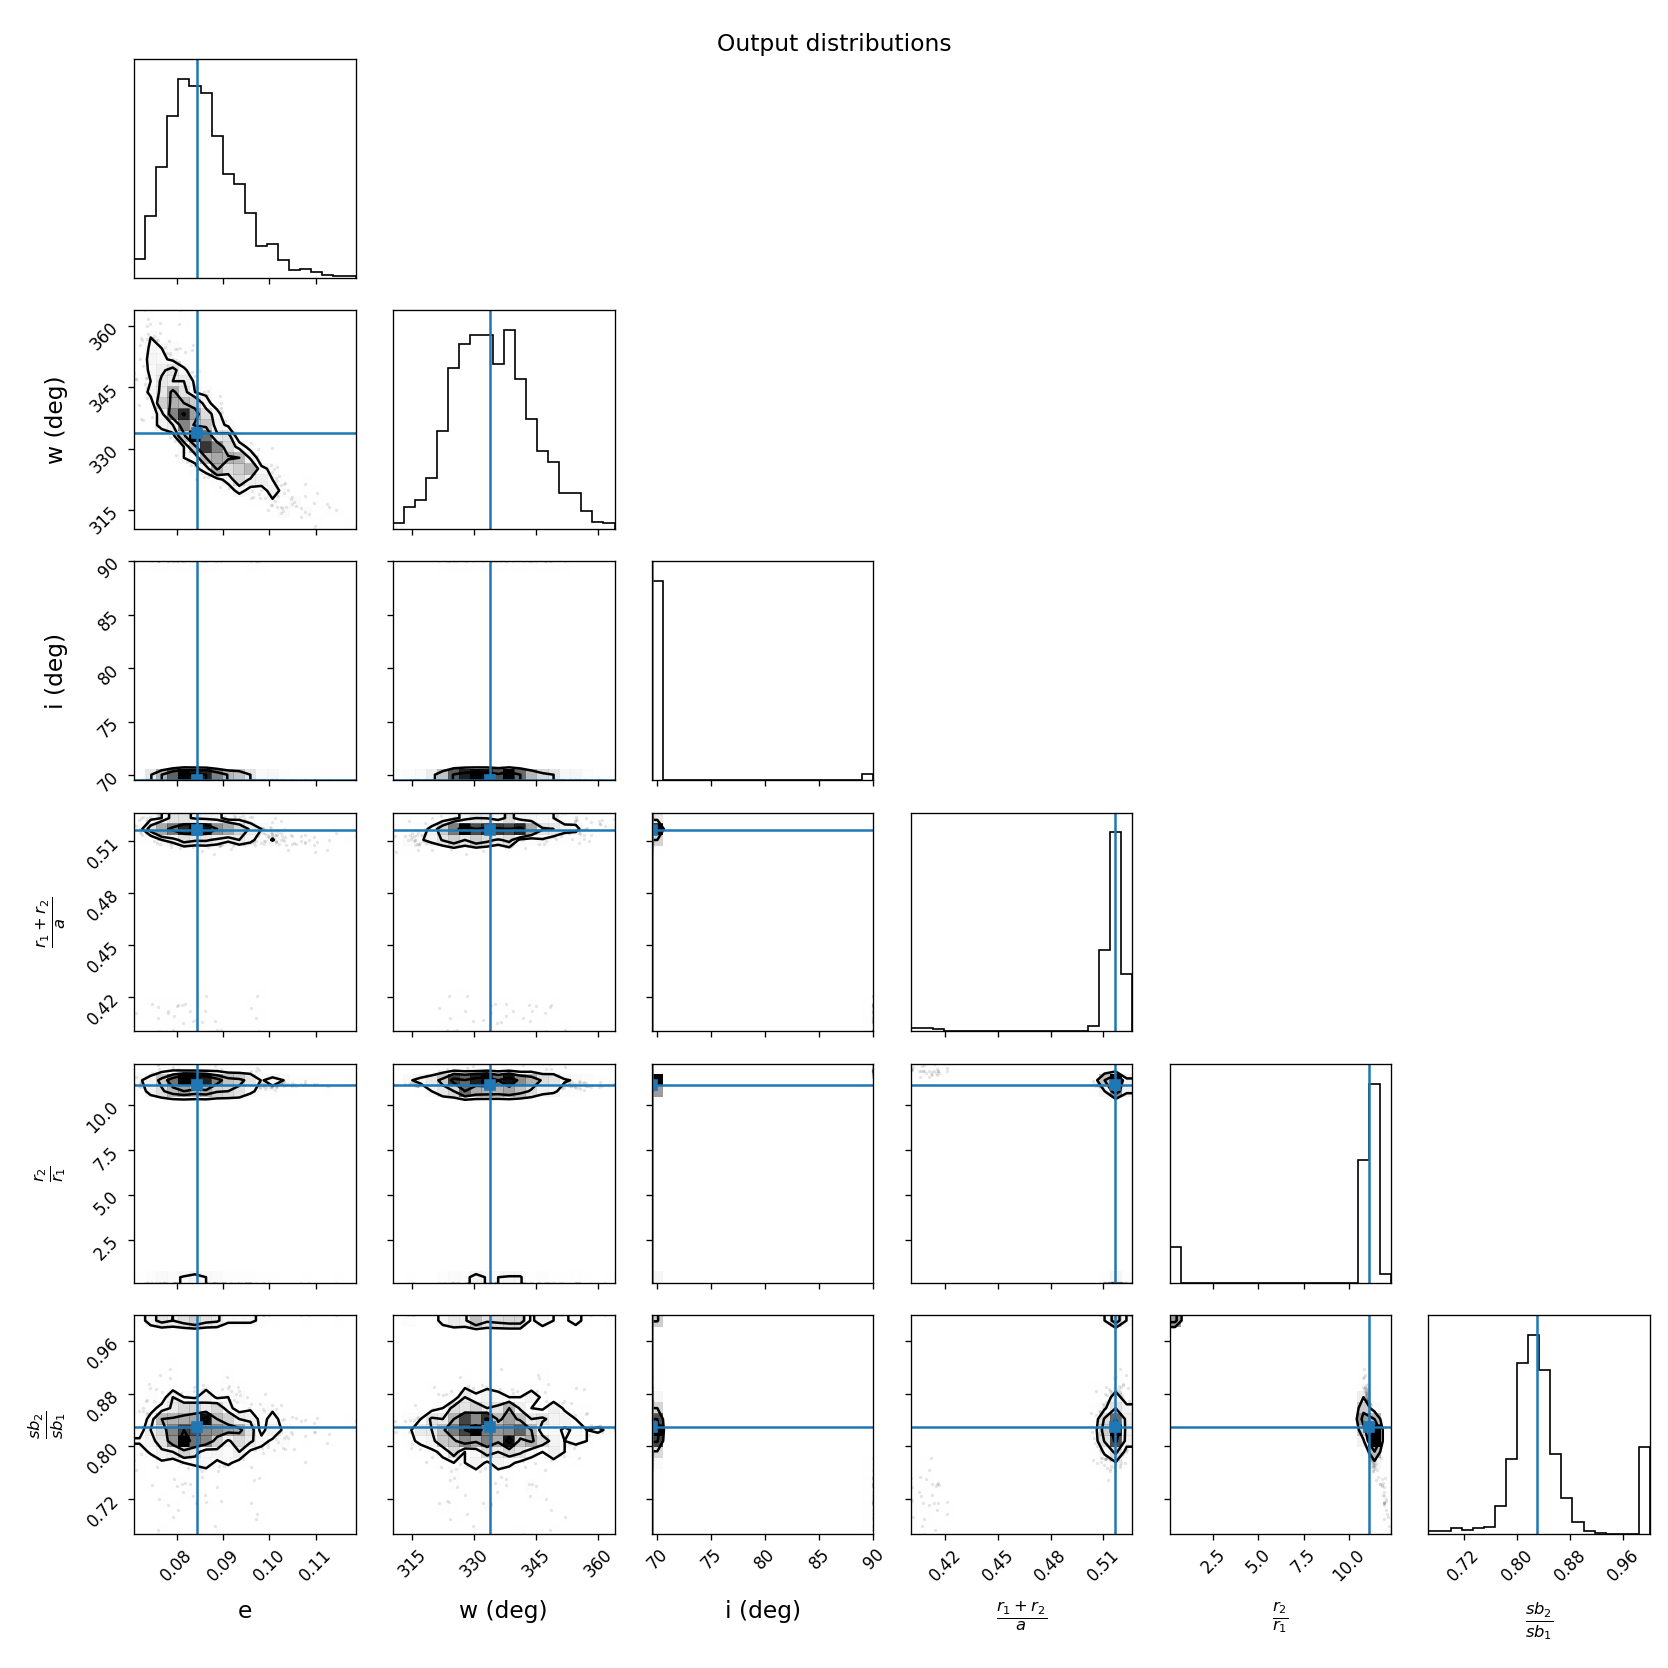 Output distributions
w (deg)
360
345
330
315
i (deg)
90
85
80
75
70
r₁ + r₂
a
0.51
0.48
0.45
0.42
r₂
r₁
10.0
7.5
5.0
2.5
sb₂
sb₁
0.96
0.88
0.80
0.72
0.08 0.09 0.10 0.11
315 330 345 360
70 75 80 85 90
0.42 0.45 0.48 0.51
2.5 5.0 7.5 10.0
0.72 0.80 0.88 0.96
e
w (deg)
i (deg)
r₁ + r₂
a
r₂
r₁
sb₂
sb₁